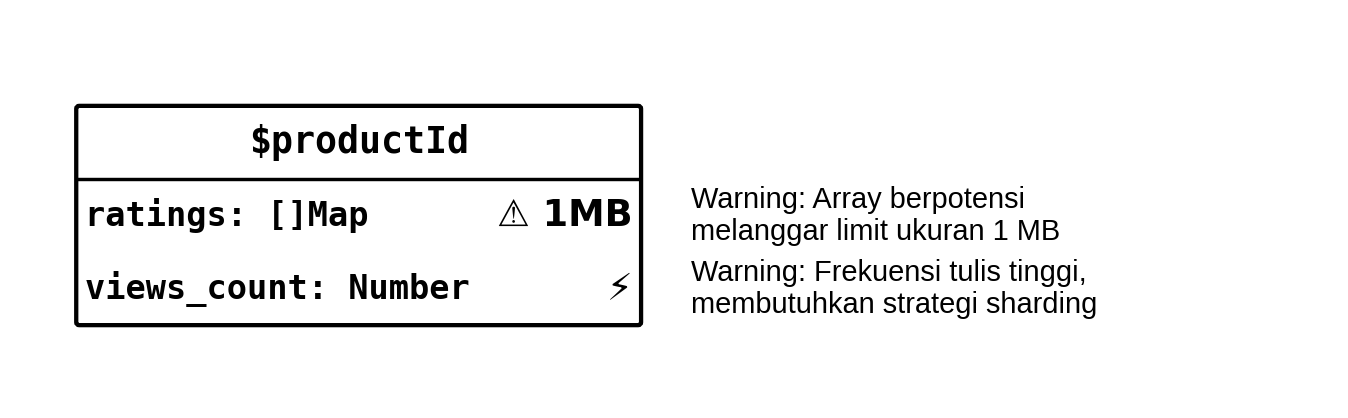 $productId
ratings: []Map ⚠ 1MB
Warning: Array berpotensi
melanggar limit ukuran 1 MB
views_count: Number ⚡
Warning: Frekuensi tulis tinggi,
membutuhkan strategi sharding